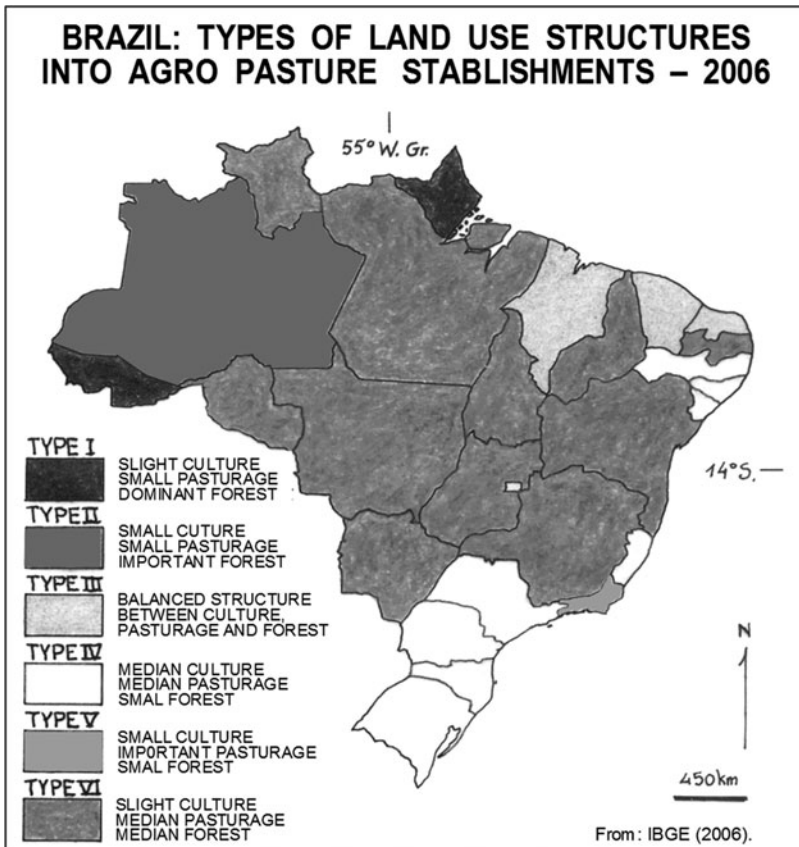 BRAZIL: TYPES OF LAND USE STRUCTURES
INTO AGRO PASTURE STABLISHMENTS – 2006
55° W. Gr.
14° S.
TYPE I
SLIGHT CULTURE
SMALL PASTURAGE
DOMINANT FOREST
TYPE II
SMALL CUTURE
SMALL PASTURAGE
IMPORTANT FOREST
TYPE III
BALANCED STRUCTURE
BETWEEN CULTURE,
PASTURAGE AND FOREST
TYPE IV
MEDIAN CULTURE
MEDIAN PASTURAGE
SMAL FOREST
TYPE V
SMALL CULTURE
IMPORTANT PASTURAGE
SMAL FOREST
TYPE VI
SLIGHT CULTURE
MEDIAN PASTURAGE
MEDIAN FOREST
N
450km
From: IBGE (2006).